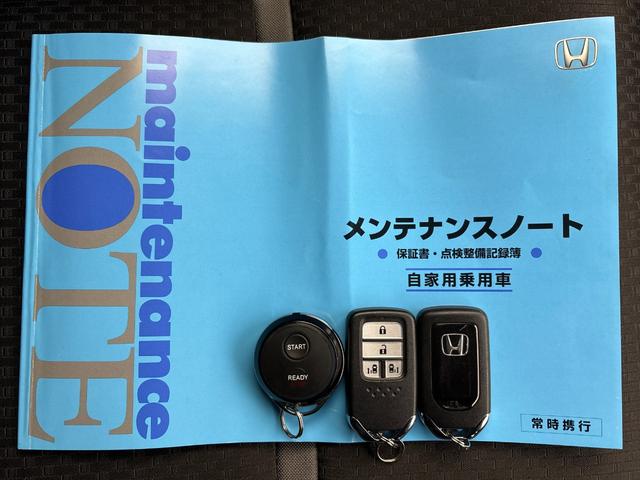 maintenance
NOTE
メンテナンスノート
保証書・点検整備記録簿
自家用乗用車
START
READY
常時携行